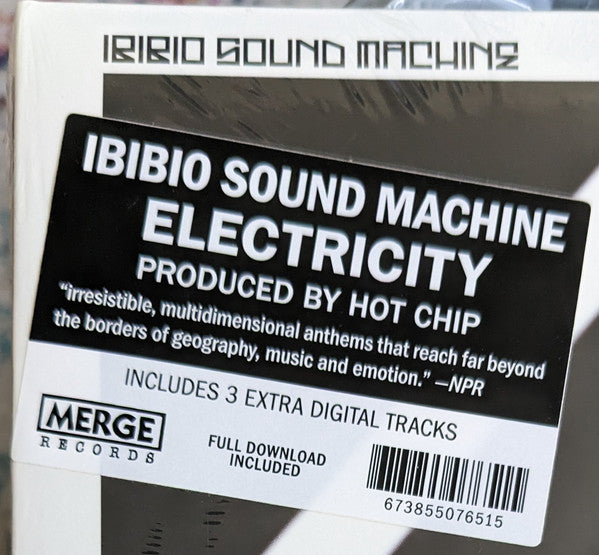 IBIBIO SOUND MACHINE
IBIBIO SOUND MACHINE
ELECTRICITY
PRODUCED BY HOT CHIP
“irresistible, multidimensional anthems that reach far beyond
the borders of geography, music and emotion.” —NPR
INCLUDES 3 EXTRA DIGITAL TRACKS
MERGE
RECORDS
FULL DOWNLOAD
INCLUDED
673855076515